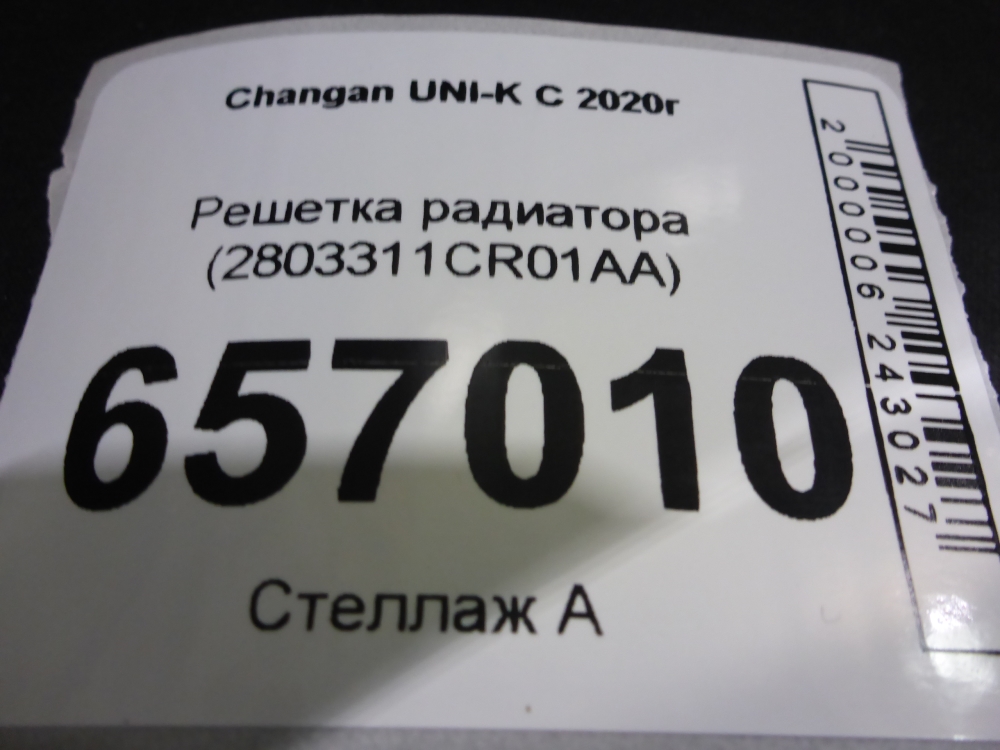 Changan UNI-K С 2020г
Решетка радиатора
(2803311CR01AA)
657010
Стеллаж А
2000006243027